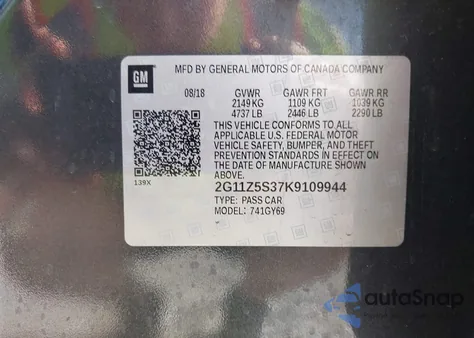 GM
MFD BY GENERAL MOTORS OF CANADA COMPANY
08/18 GVWR GAWR FRT GAWR RR
2149 KG 1109 KG 1039 KG
4737 LB 2446 LB 2290 LB
THIS VEHICLE CONFORMS TO ALL
APPLICABLE U.S. FEDERAL MOTOR
VEHICLE SAFETY, BUMPER, AND THEFT
PREVENTION STANDARDS IN EFFECT ON
THE DATE OF MANUFACTURE SHOWN
ABOVE.
139X
2G11Z5S37K9109944
TYPE: PASS CAR
MODEL: 741GY69
autoSnap